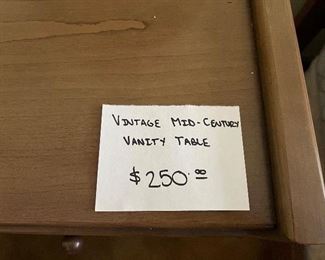 VINTAGE MID-CENTURY
VANITY TABLE
$250.00